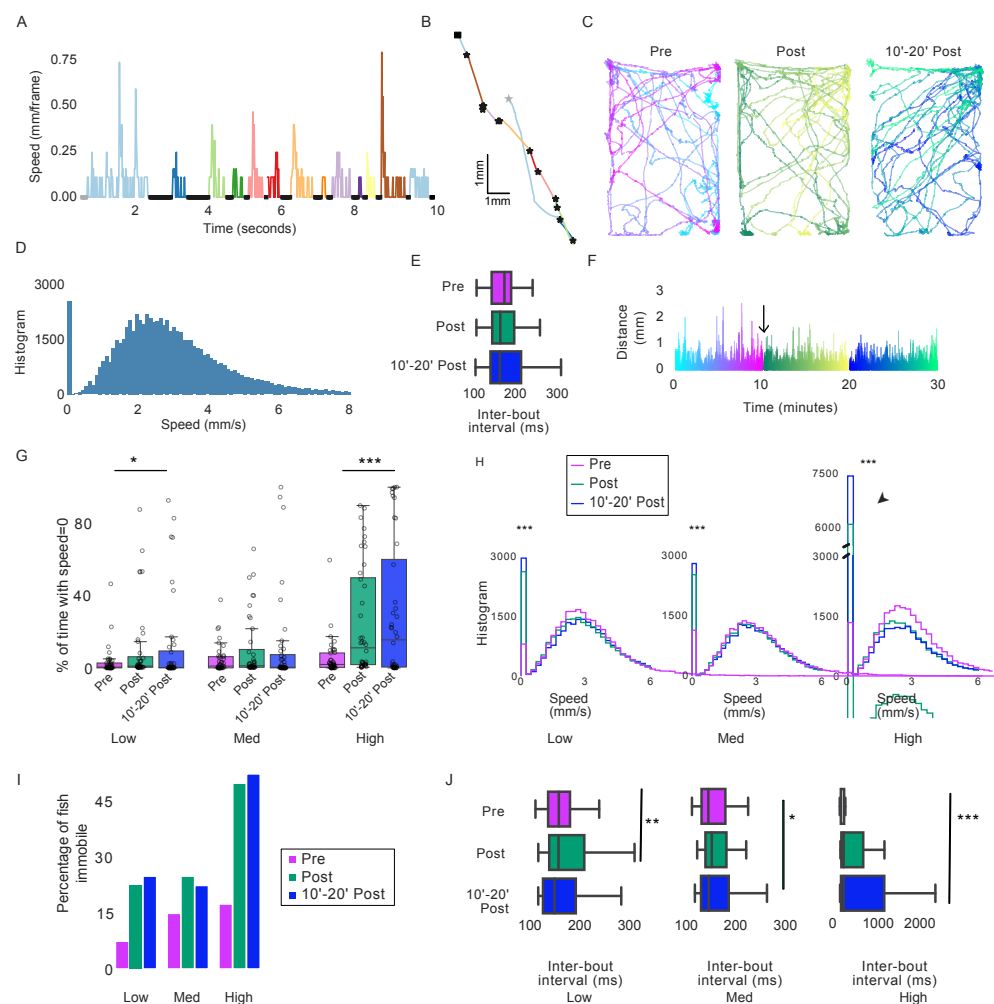 A
Speed (mm/frame)
0.75
0.50
0.25
0.00
0 2 4 6 8 10
Time (seconds)
B
1mm
1mm
C
Pre Post 10'-20' Post
D
Histogram
3000
1500
0
0 2 4 6 8
Speed (mm/s)
E
Pre
Post
10'-20' Post
100 200 300
Inter-bout
interval (ms)
F
Distance
(mm)
3
2
1
0
0 10 20 30
Time (minutes)
G
% of time with speed=0
80
40
0
* ***
Pre Post 10'-20' Post Pre Post 10'-20' Post Pre Post 10'-20' Post
Low Med High
H
Pre
Post
10'-20' Post
Histogram
*** *** ***
3000
1500
0
0 3 6
Speed
(mm/s)
Low
3000
1500
0
0 3 6
Speed
(mm/s)
Med
7500
6000
3000
1500
0
0 3 6
Speed
(mm/s)
High
I
Percentage of fish
immobile
45
30
15
0
Low Med High
Pre
Post
10'-20' Post
J
Pre
Post
10'-20'
Post
** * ***
100 200 300
Inter-bout
interval (ms)
Low
100 200 300
Inter-bout
interval (ms)
Med
0 1000 2000
Inter-bout
interval (ms)
High